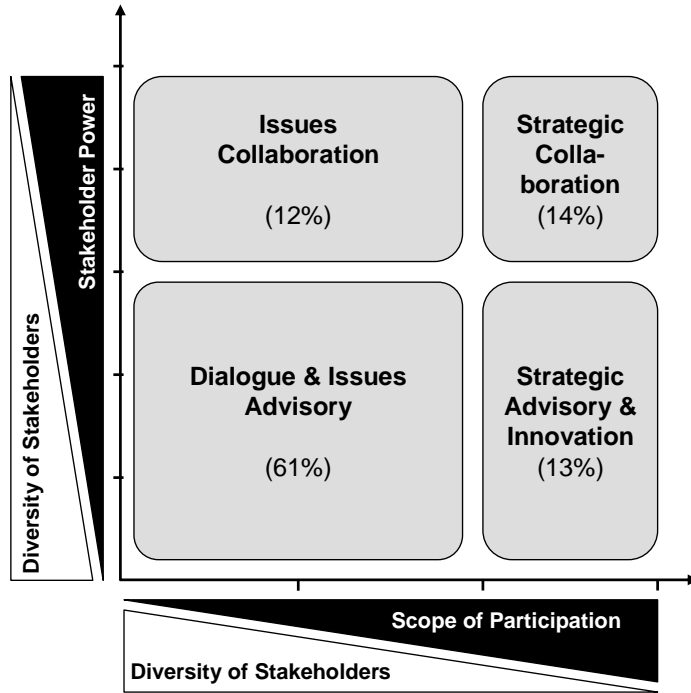 Issues
Collaboration
(12%)
Strategic
Colla-
boration
(14%)
Stakeholder Power
Diversity of Stakeholders
Dialogue & Issues
Advisory
(61%)
Strategic
Advisory &
Innovation
(13%)
Scope of Participation
Diversity of Stakeholders